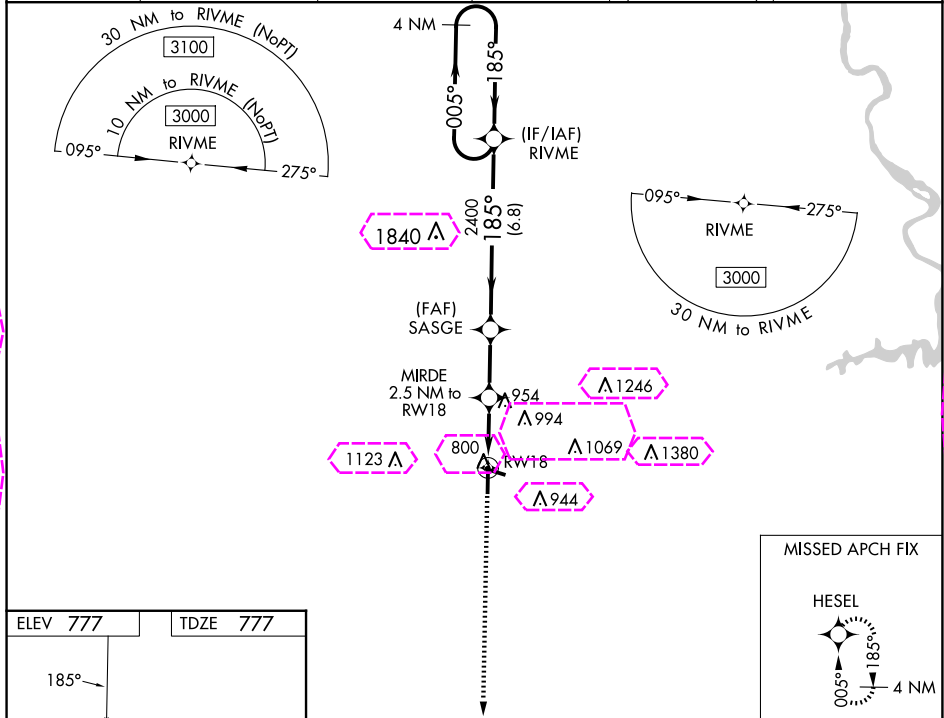 30 NM to RIVME (NoPT)
3100
10 NM to RIVME (NoPT)
3000
RIVME
095°
275°
4 NM
005°
185°
(IF/IAF)
RIVME
2400
185°
(6.8)
1840
095°
275°
RIVME
3000
30 NM to RIVME
(FAF)
SASGE
MIRDE
2.5 NM to
RW18
954
1246
994
1069
1380
800
1123
RW18
944
MISSED APCH FIX
HESEL
185°
005°
4 NM
ELEV 777
TDZE 777
185°